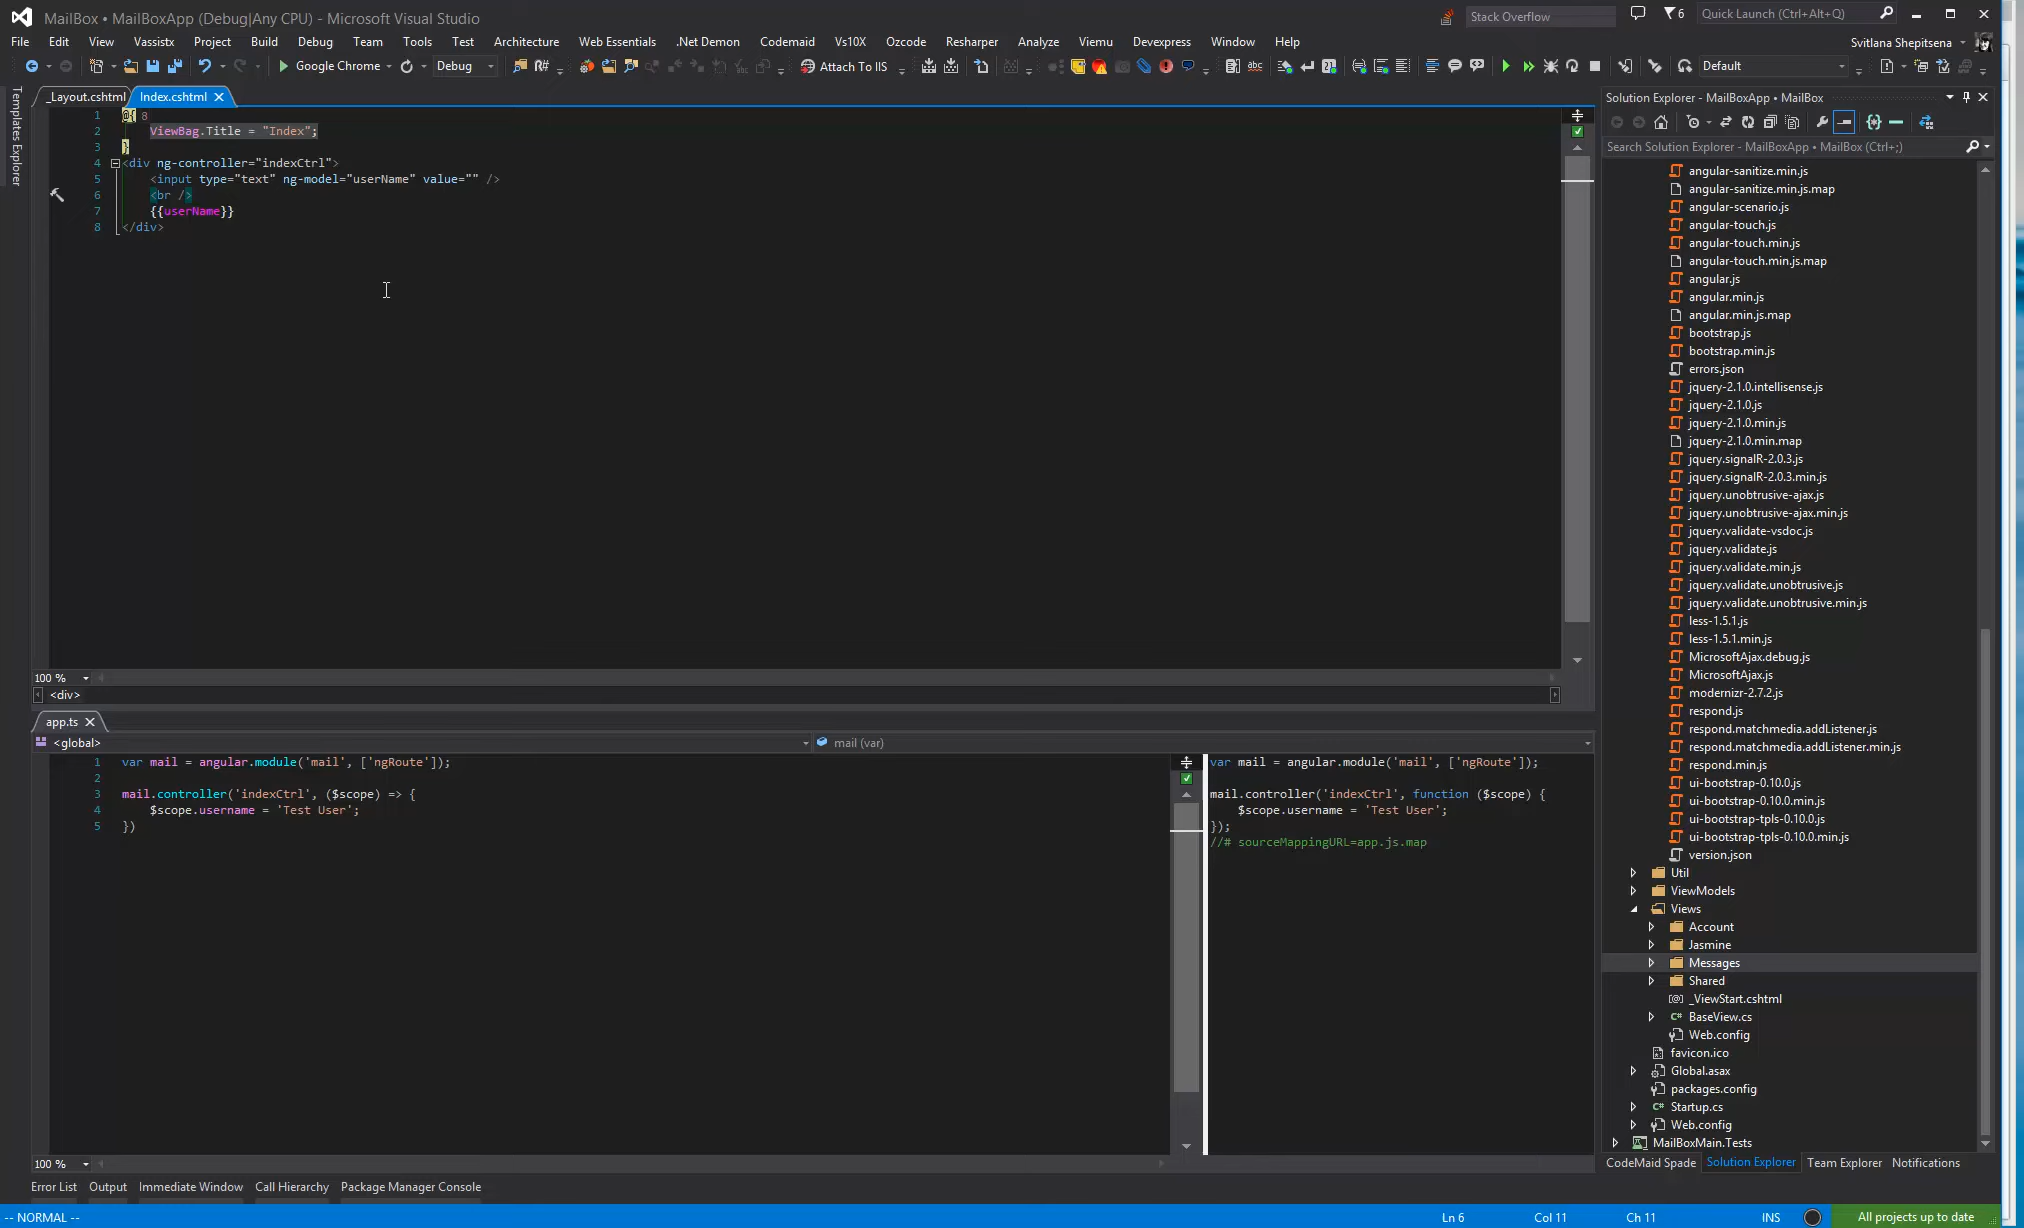 MailBox • MailBoxApp (Debug|Any CPU) - Microsoft Visual Studio
Stack Overflow
6
Quick Launch (Ctrl+Alt+Q)
File Edit View Vassistx Project Build Debug Team Tools Test Architecture Web Essentials .Net Demon Codemaid Vs10X Ozcode Resharper Analyze Viemu Devexpress Window Help
Svitlana Shepitsena
Google Chrome Debug Attach To IIS Default
Templates Explorer
_Layout.cshtml Index.cshtml
1 @{ 8
2 ViewBag.Title = "Index";
3 }
4 <div ng-controller="indexCtrl">
5 <input type="text" ng-model="userName" value="" />
6 <br />
7 {{userName}}
8 </div>
100 %
<div>
app.ts
<global> mail (var)
1 var mail = angular.module('mail', ['ngRoute']);
2
3 mail.controller('indexCtrl', ($scope) => {
4 $scope.username = 'Test User';
5 })
var mail = angular.module('mail', ['ngRoute']);
mail.controller('indexCtrl', function ($scope) {
$scope.username = 'Test User';
});
//# sourceMappingURL=app.js.map
100 %
Error List Output Immediate Window Call Hierarchy Package Manager Console
Solution Explorer - MailBoxApp • MailBox
Search Solution Explorer - MailBoxApp • MailBox (Ctrl+;)
angular-sanitize.min.js
angular-sanitize.min.js.map
angular-scenario.js
angular-touch.js
angular-touch.min.js
angular-touch.min.js.map
angular.js
angular.min.js
angular.min.js.map
bootstrap.js
bootstrap.min.js
errors.json
jquery-2.1.0.intellisense.js
jquery-2.1.0.js
jquery-2.1.0.min.js
jquery-2.1.0.min.map
jquery.signalR-2.0.3.js
jquery.signalR-2.0.3.min.js
jquery.unobtrusive-ajax.js
jquery.unobtrusive-ajax.min.js
jquery.validate-vsdoc.js
jquery.validate.js
jquery.validate.min.js
jquery.validate.unobtrusive.js
jquery.validate.unobtrusive.min.js
less-1.5.1.js
less-1.5.1.min.js
MicrosoftAjax.debug.js
MicrosoftAjax.js
modernizr-2.7.2.js
respond.js
respond.matchmedia.addListener.js
respond.matchmedia.addListener.min.js
respond.min.js
ui-bootstrap-0.10.0.js
ui-bootstrap-0.10.0.min.js
ui-bootstrap-tpls-0.10.0.js
ui-bootstrap-tpls-0.10.0.min.js
version.json
Util
ViewModels
Views
Account
Jasmine
Messages
Shared
_ViewStart.cshtml
C# BaseView.cs
Web.config
favicon.ico
Global.asax
packages.config
C# Startup.cs
Web.config
MailBoxMain.Tests
CodeMaid Spade Solution Explorer Team Explorer Notifications
-- NORMAL -- Ln 6 Col 11 Ch 11 INS All projects up to date